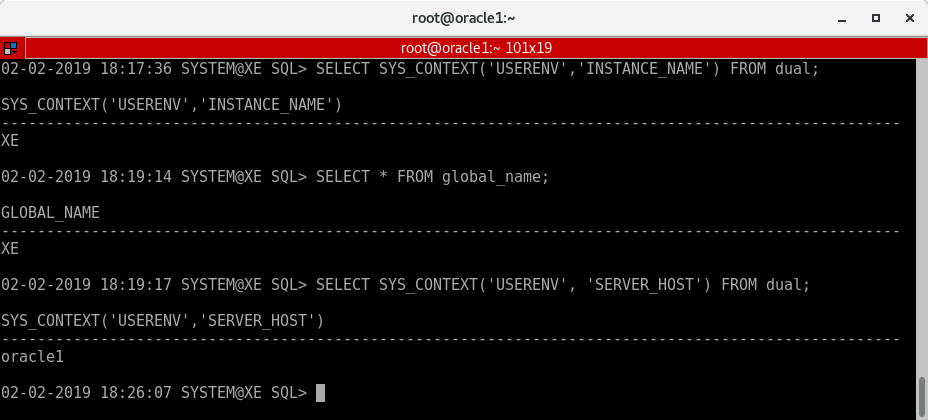 root@oracle1:~
root@oracle1:~ 101x19
02-02-2019 18:17:36 SYSTEM@XE SQL> SELECT SYS_CONTEXT('USERENV','INSTANCE_NAME') FROM dual;
SYS_CONTEXT('USERENV','INSTANCE_NAME')
----------------------------------------------------------------------------------------------------
XE
02-02-2019 18:19:14 SYSTEM@XE SQL> SELECT * FROM global_name;
GLOBAL_NAME
----------------------------------------------------------------------------------------------------
XE
02-02-2019 18:19:17 SYSTEM@XE SQL> SELECT SYS_CONTEXT('USERENV', 'SERVER_HOST') FROM dual;
SYS_CONTEXT('USERENV','SERVER_HOST')
----------------------------------------------------------------------------------------------------
oracle1
02-02-2019 18:26:07 SYSTEM@XE SQL>